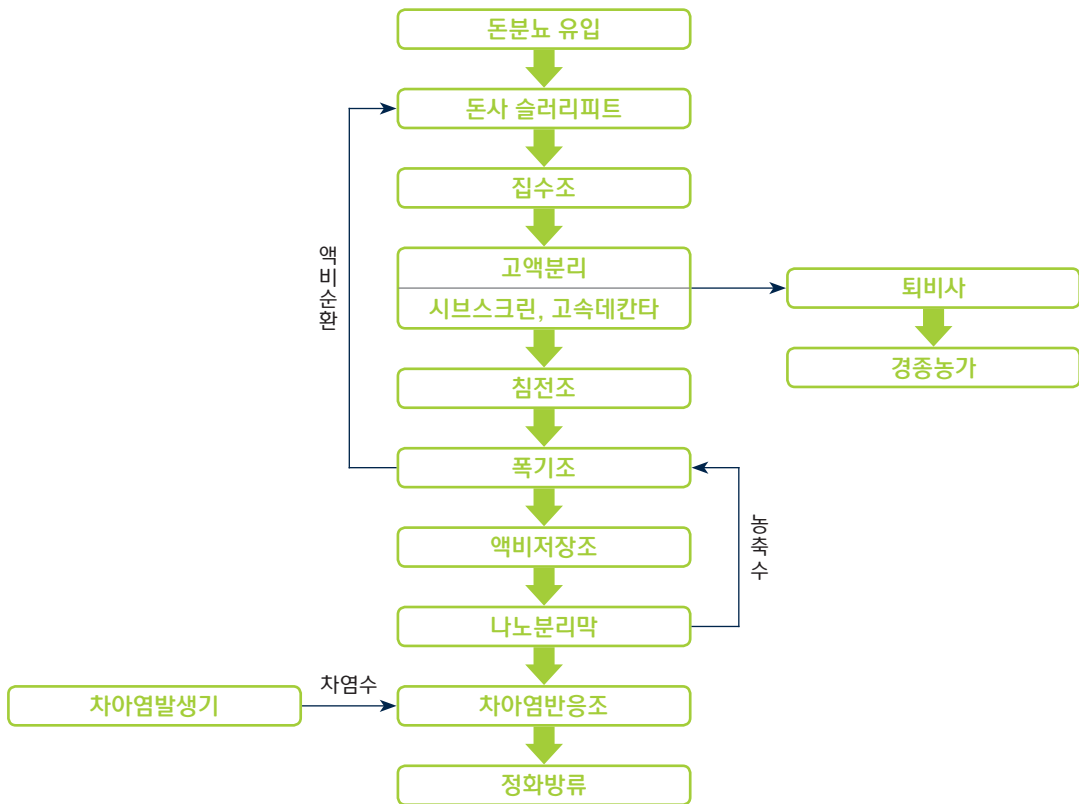 돈분뇨 유입
돈사 슬러리피트
집수조
액비순환
고액분리
시브스크린, 고속데칸타
퇴비사
경종농가
침전조
폭기조
농축수
액비저장조
나노분리막
차아염발생기
차염수
차아염반응조
정화방류